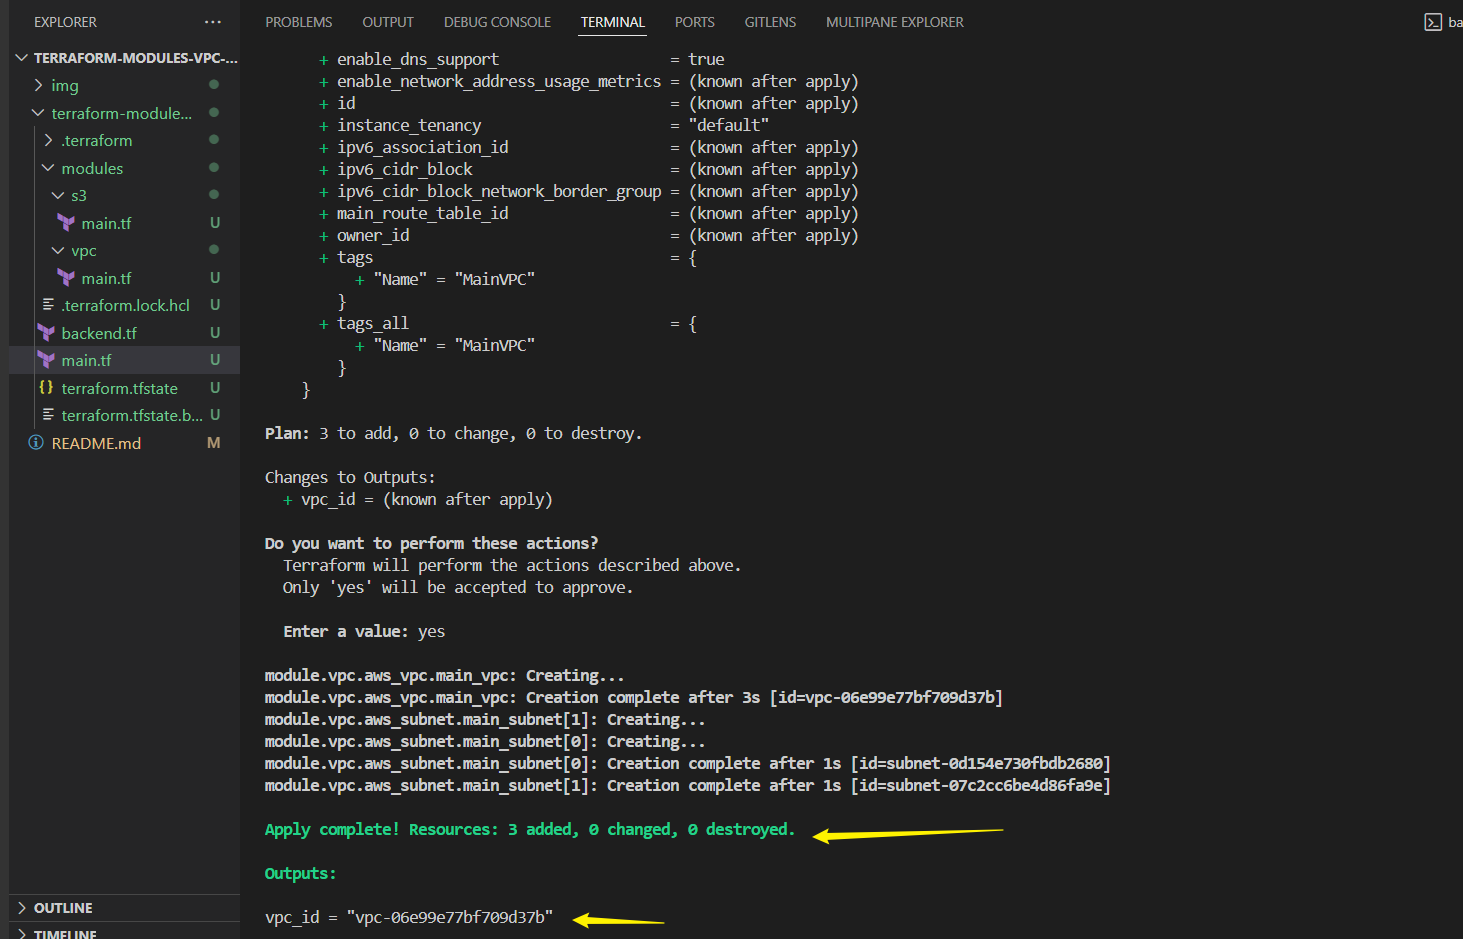 EXPLORER
PROBLEMS OUTPUT DEBUG CONSOLE TERMINAL PORTS GITLENS MULTIPANE EXPLORER
ba
TERRAFORM-MODULES-VPC-...
img
terraform-module...
.terraform
modules
s3
main.tf U
vpc
main.tf U
.terraform.lock.hcl U
backend.tf U
main.tf U
{} terraform.tfstate U
terraform.tfstate.b... U
README.md M
OUTLINE
TIMELINE
+ enable_dns_support = true
+ enable_network_address_usage_metrics = (known after apply)
+ id = (known after apply)
+ instance_tenancy = "default"
+ ipv6_association_id = (known after apply)
+ ipv6_cidr_block = (known after apply)
+ ipv6_cidr_block_network_border_group = (known after apply)
+ main_route_table_id = (known after apply)
+ owner_id = (known after apply)
+ tags = {
+ "Name" = "MainVPC"
}
+ tags_all = {
+ "Name" = "MainVPC"
}
}
Plan: 3 to add, 0 to change, 0 to destroy.
Changes to Outputs:
+ vpc_id = (known after apply)
Do you want to perform these actions?
Terraform will perform the actions described above.
Only 'yes' will be accepted to approve.
Enter a value: yes
module.vpc.aws_vpc.main_vpc: Creating...
module.vpc.aws_vpc.main_vpc: Creation complete after 3s [id=vpc-06e99e77bf709d37b]
module.vpc.aws_subnet.main_subnet[1]: Creating...
module.vpc.aws_subnet.main_subnet[0]: Creating...
module.vpc.aws_subnet.main_subnet[0]: Creation complete after 1s [id=subnet-0d154e730fbdb2680]
module.vpc.aws_subnet.main_subnet[1]: Creation complete after 1s [id=subnet-07c2cc6be4d86fa9e]
Apply complete! Resources: 3 added, 0 changed, 0 destroyed.
Outputs:
vpc_id = "vpc-06e99e77bf709d37b"